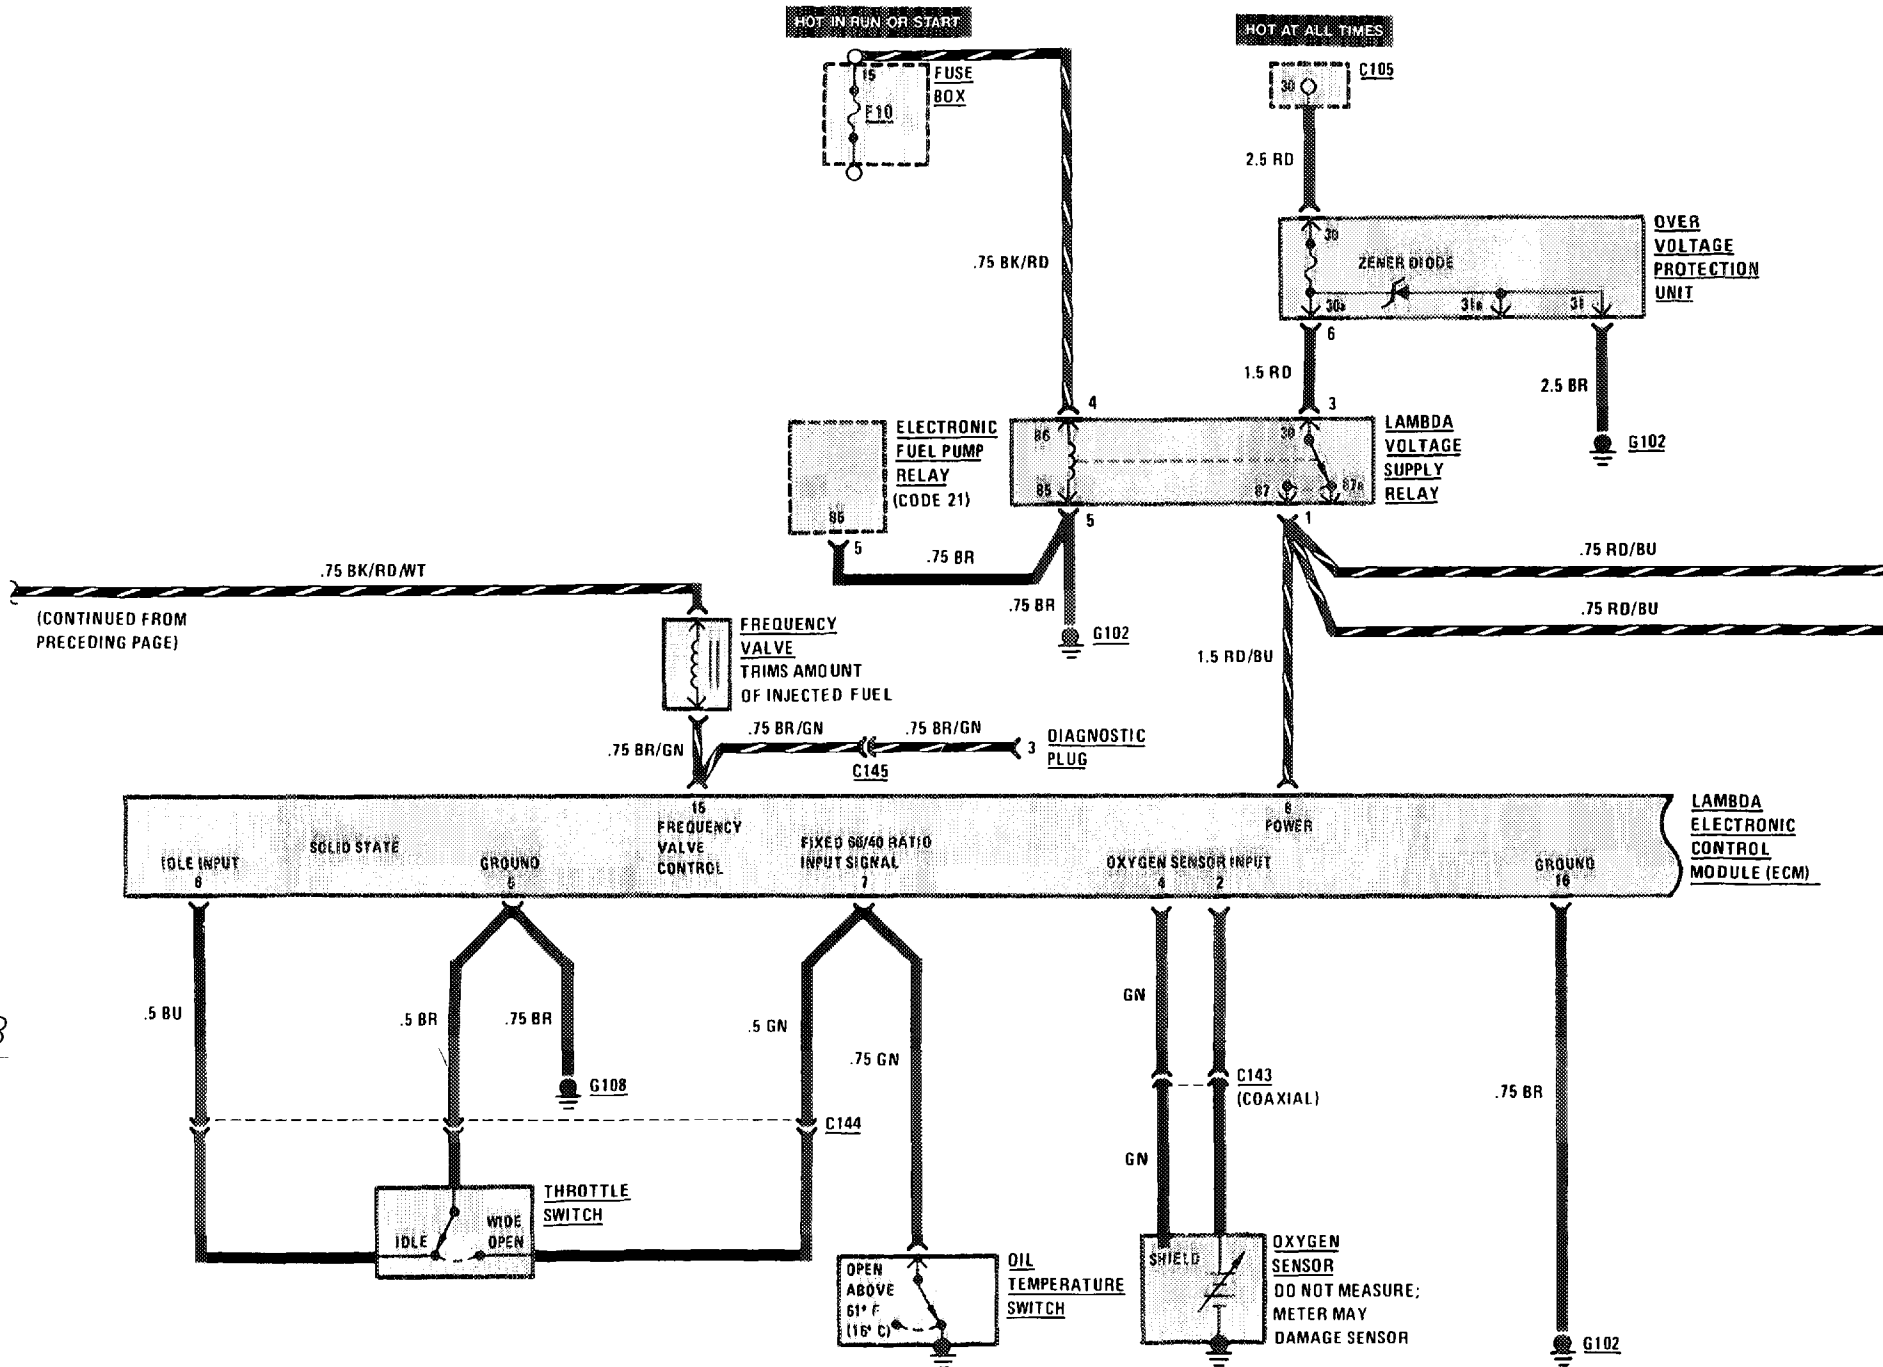 HOT IN RUN OR START
HOT AT ALL TIMES
15
F10
FUSE
BOX
30
C105
2.5 RD
.75 BK/RD
30
ZENER DIODE
30a
31a
31
OVER
VOLTAGE
PROTECTION
UNIT
6
1.5 RD
2.5 BR
G102
4
3
ELECTRONIC
FUEL PUMP
RELAY
(CODE 21)
86
85
30
87
87a
LAMBDA
VOLTAGE
SUPPLY
RELAY
5
.75 BR
5
1
.75 BR
G102
.75 RD/BU
.75 RD/BU
1.5 RD/BU
.75 BK/RD/WT
(CONTINUED FROM
PRECEDING PAGE)
FREQUENCY
VALVE
TRIMS AMOUNT
OF INJECTED FUEL
.75 BR/GN
.75 BR/GN
.75 BR/GN
C145
3
DIAGNOSTIC
PLUG
IDLE INPUT
6
SOLID STATE
GROUND
15
FREQUENCY
VALVE
CONTROL
FIXED 60/40 RATIO
INPUT SIGNAL
7
OXYGEN SENSOR INPUT
4
2
8
POWER
GROUND
16
LAMBDA
ELECTRONIC
CONTROL
MODULE (ECM)
.5 BU
.5 BR
.75 BR
G108
.5 GN
.75 GN
C144
GN
C143
(COAXIAL)
GN
.75 BR
G102
THROTTLE
SWITCH
IDLE
WIDE
OPEN
OPEN
ABOVE
61° F
(16° C)
OIL
TEMPERATURE
SWITCH
SHIELD
OXYGEN
SENSOR
DO NOT MEASURE;
METER MAY
DAMAGE SENSOR